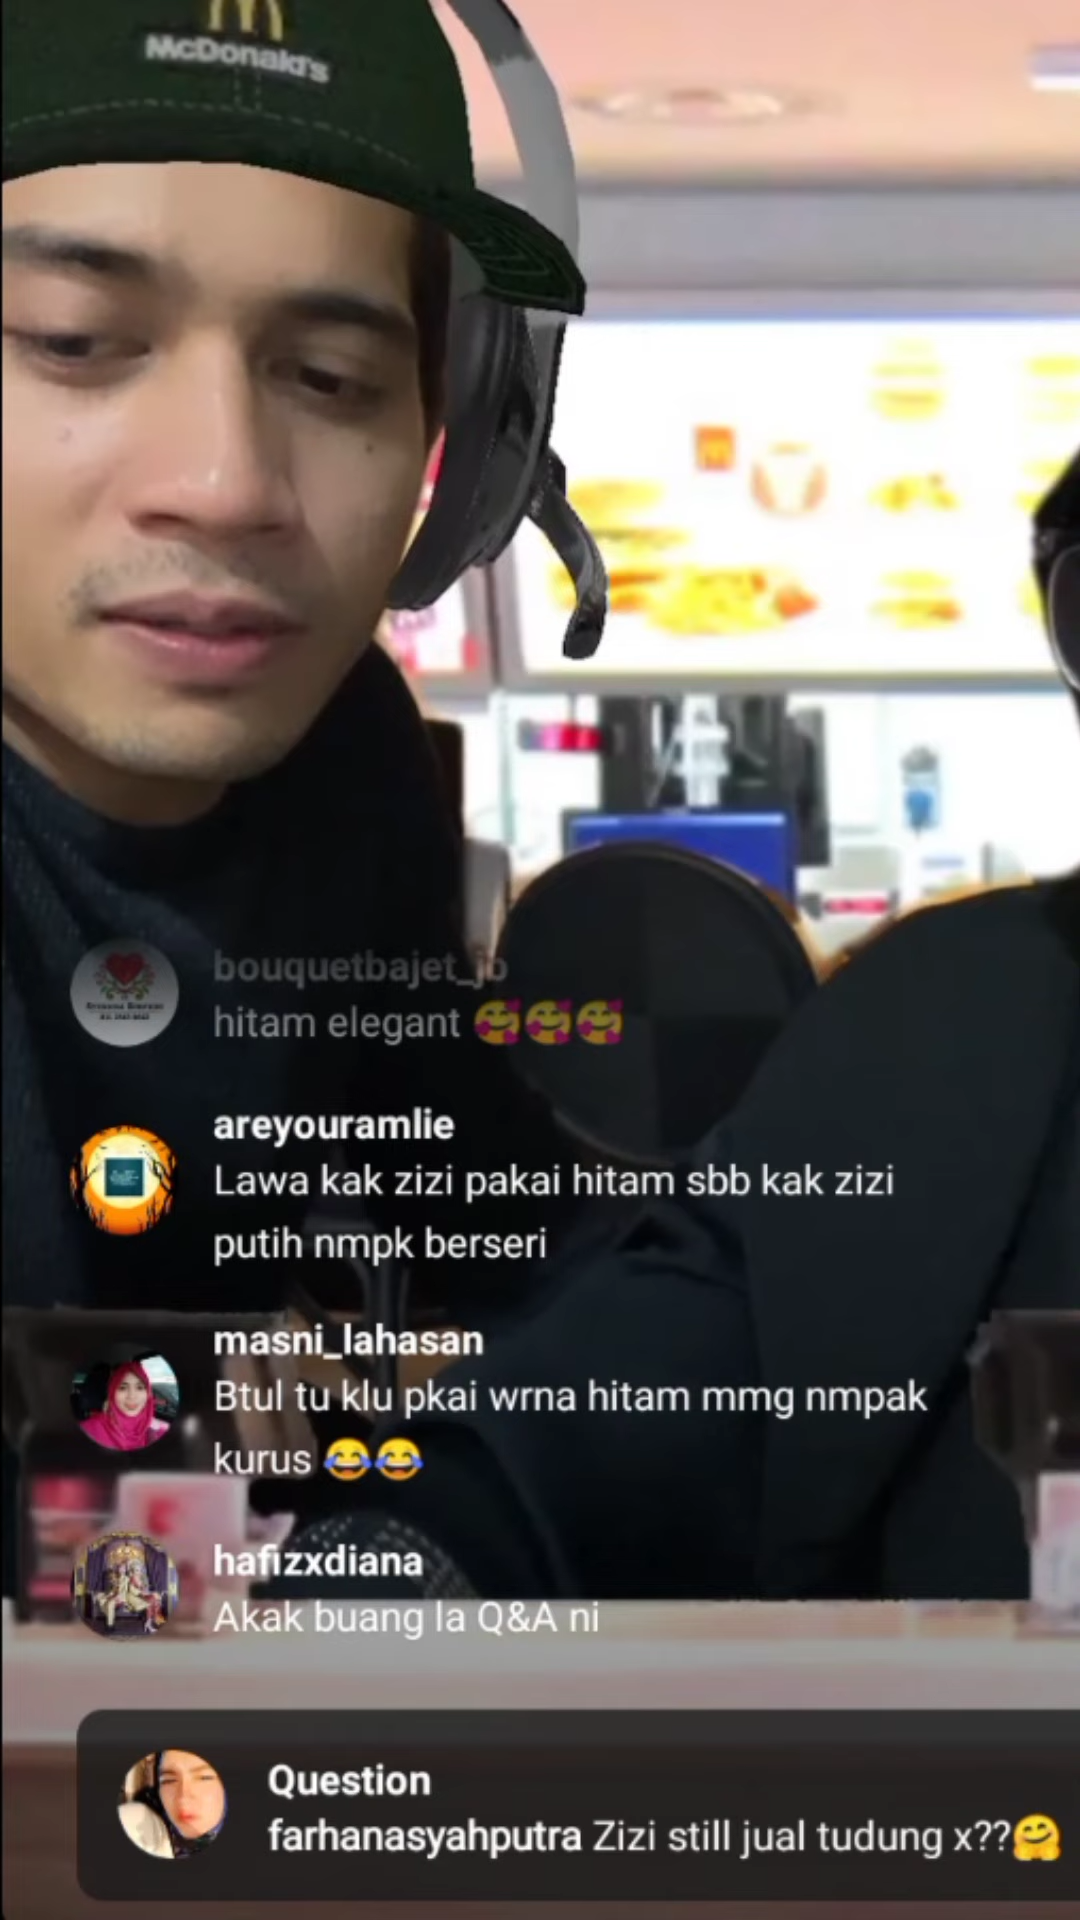 McDonald's
bouquetbajet_jb
hitam elegant 🥰🥰🥰
areyouramlie
Lawa kak zizi pakai hitam sbb kak zizi
putih nmpk berseri
masni_lahasan
Btul tu klu pkai wrna hitam mmg nmpak
kurus 😂😂
hafizxdiana
Akak buang la Q&A ni
Question
farhanasyahputra Zizi still jual tudung x??🤗